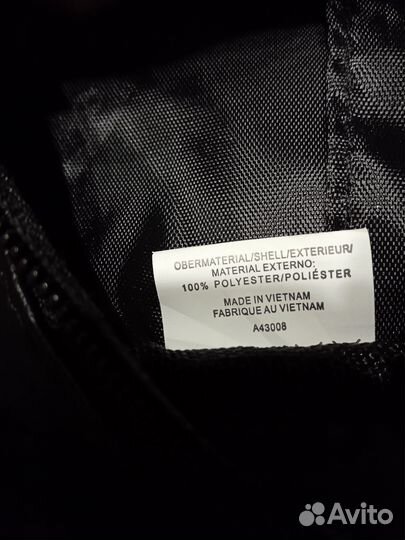 OBERMATERIAL/SHELL/EXTERIEUR/
MATERIAL EXTERNO:
100% POLYESTER/POLIÉSTER
MADE IN VIETNAM
FABRIQUE AU VIETNAM
A43008
Avito